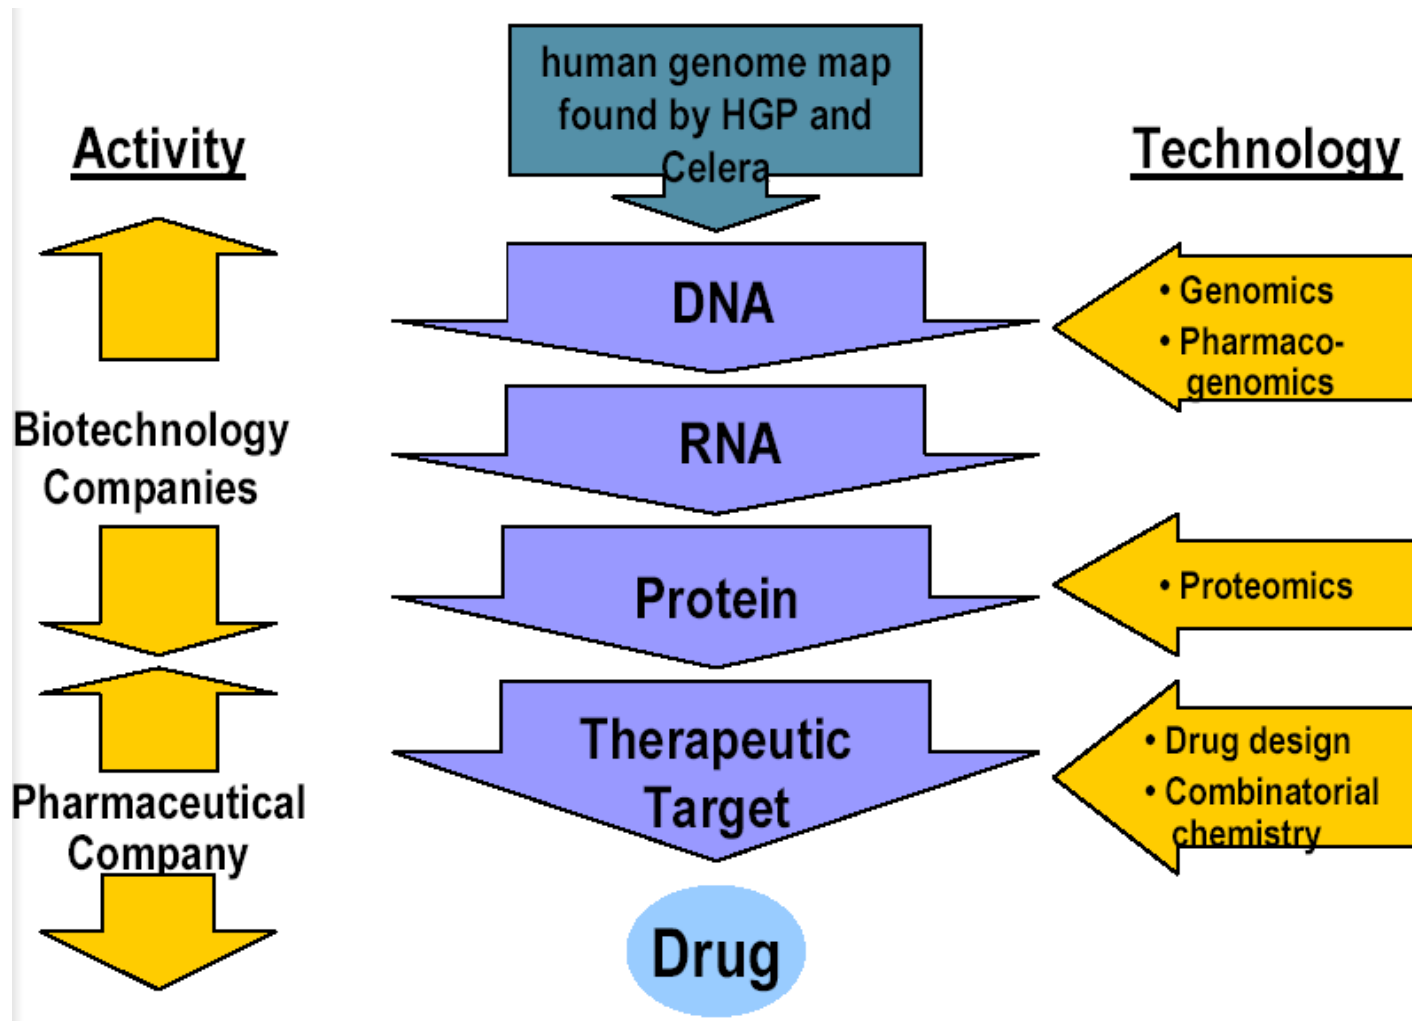 human genome map
found by HGP and
Celera
Activity
Technology
DNA
• Genomics
• Pharmaco-
genomics
RNA
Biotechnology
Companies
Protein
• Proteomics
Therapeutic
Target
• Drug design
• Combinatorial
chemistry
Pharmaceutical
Company
Drug